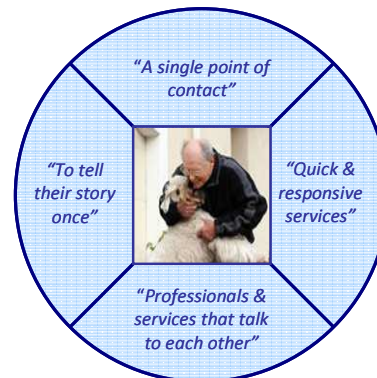 “A single point of
contact”
“To tell
their story
once”
“Quick &
responsive
services”
“Professionals &
services that talk
to each other”